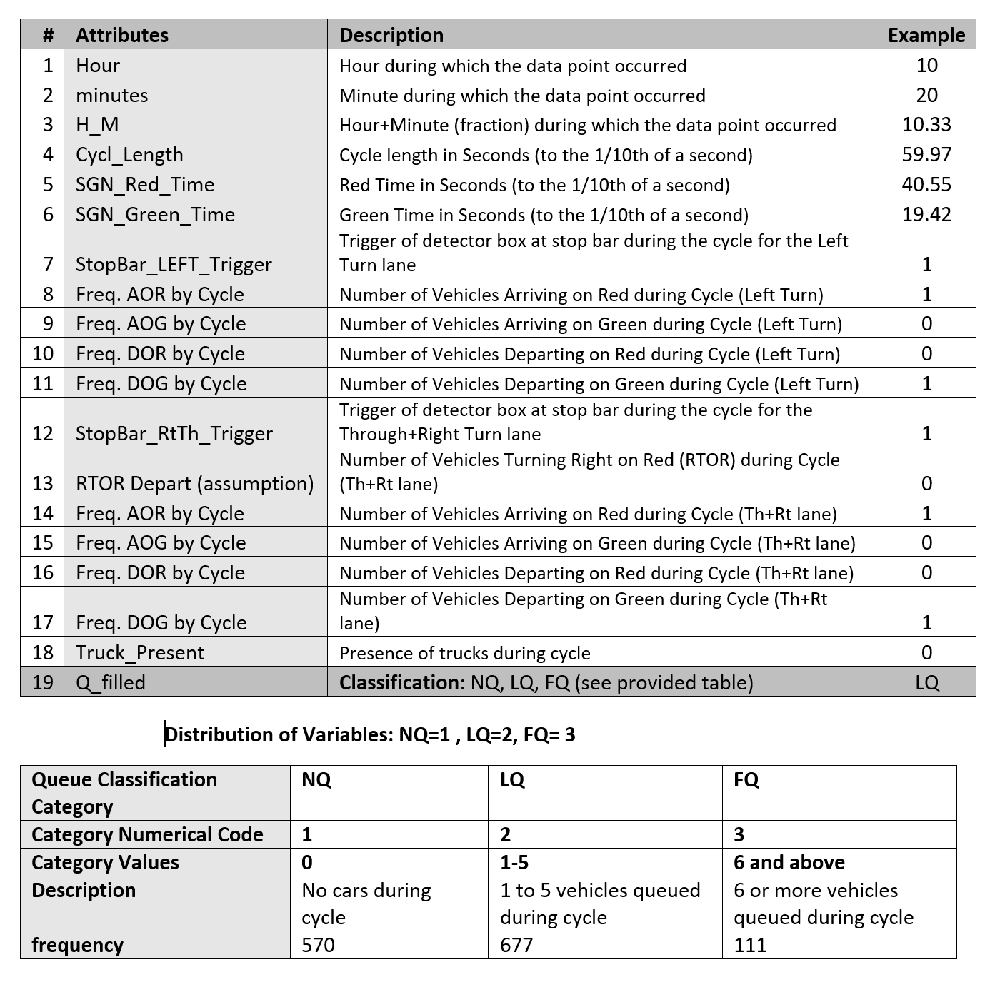 # Attributes Description Example
1 Hour Hour during which the data point occurred 10
2 minutes Minute during which the data point occurred 20
3 H_M Hour+Minute (fraction) during which the data point occurred 10.33
4 Cycl_Length Cycle length in Seconds (to the 1/10th of a second) 59.97
5 SGN_Red_Time Red Time in Seconds (to the 1/10th of a second) 40.55
6 SGN_Green_Time Green Time in Seconds (to the 1/10th of a second) 19.42
Trigger of detector box at stop bar during the cycle for the Left
7 StopBar_LEFT_Trigger Turn lane 1
8 Freq. AOR by Cycle Number of Vehicles Arriving on Red during Cycle (Left Turn) 1
9 Freq. AOG by Cycle Number of Vehicles Arriving on Green during Cycle (Left Turn) 0
10 Freq. DOR by Cycle Number of Vehicles Departing on Red during Cycle (Left Turn) 0
11 Freq. DOG by Cycle Number of Vehicles Departing on Green during Cycle (Left Turn) 1
Trigger of detector box at stop bar during the cycle for the
12 StopBar_RtTh_Trigger Through+Right Turn lane 1
Number of Vehicles Turning Right on Red (RTOR) during Cycle
13 RTOR Depart (assumption) (Th+Rt lane) 0
14 Freq. AOR by Cycle Number of Vehicles Arriving on Red during Cycle (Th+Rt lane) 1
15 Freq. AOG by Cycle Number of Vehicles Arriving on Green during Cycle (Th+Rt lane) 0
16 Freq. DOR by Cycle Number of Vehicles Departing on Red during Cycle (Th+Rt lane) 0
Number of Vehicles Departing on Green during Cycle (Th+Rt
17 Freq. DOG by Cycle lane) 1
18 Truck_Present Presence of trucks during cycle 0
19 Q_filled Classification: NQ, LQ, FQ (see provided table) LQ
Distribution of Variables: NQ=1 , LQ=2, FQ= 3
Queue Classification NQ LQ FQ
Category
Category Numerical Code 1 2 3
Category Values 0 1-5 6 and above
Description No cars during 1 to 5 vehicles queued 6 or more vehicles
cycle during cycle queued during cycle
frequency 570 677 111